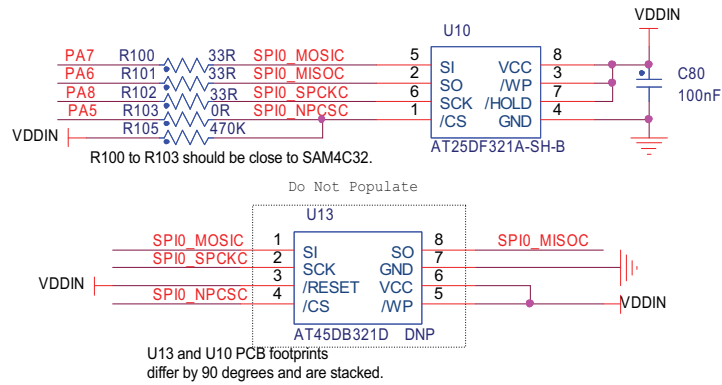 U10
VDDIN
PA7 R100 33R SPI0_MOSIC 5 SI VCC 8
PA6 R101 33R SPI0_MISOC 2 SO /WP 3
PA8 R102 33R SPI0_SPCKC 6 SCK /HOLD 7
PA5 R103 0R SPI0_NPCSC 1 /CS GND 4
C80
100nF
VDDIN R105 470K
AT25DF321A-SH-B
R100 to R103 should be close to SAM4C32.
Do Not Populate
U13
SPI0_MOSIC 1 SI SO 8 SPI0_MISOC
SPI0_SPCKC 2 SCK GND 7
VDDIN 3 /RESET VCC 6
SPI0_NPCSC 4 /CS /WP 5 VDDIN
AT45DB321D DNP
U13 and U10 PCB footprints
differ by 90 degrees and are stacked.